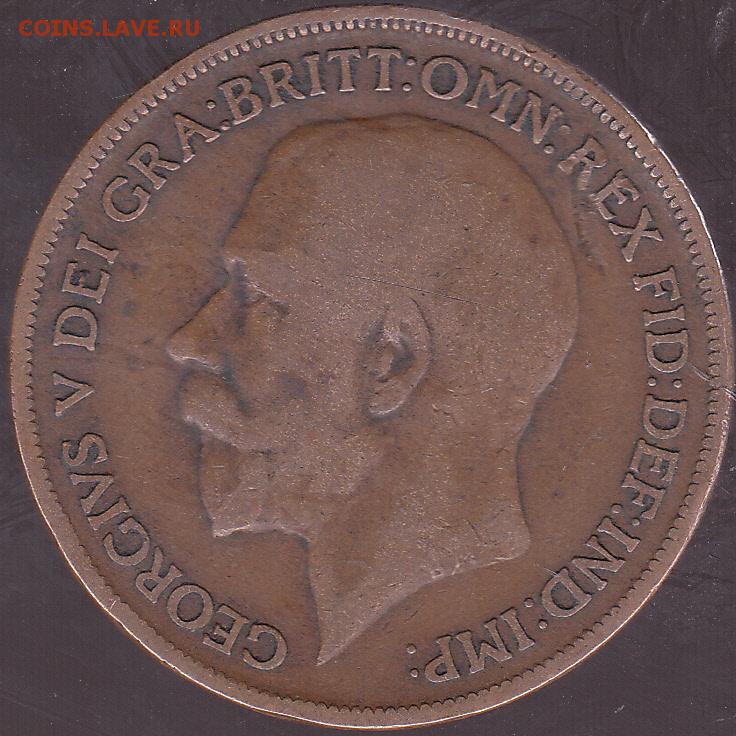 COINS.LAVE.RU
GEORGIVS V DEI GRA:BRITT:OMN:REX FID:DEF:IND:IMP: